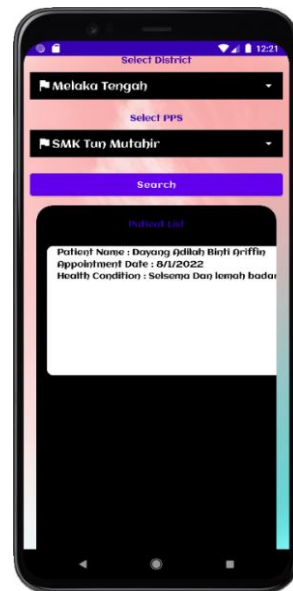 12:21
Select District
Melaka Tengah
Select PPS
SMK Tun Mutahir
Search
Patient List
Patient Name : Dayang Adilah Binti Ariffin
Appointment Date : 8/1/2022
Health Condition : Selsema Dan lemah badan